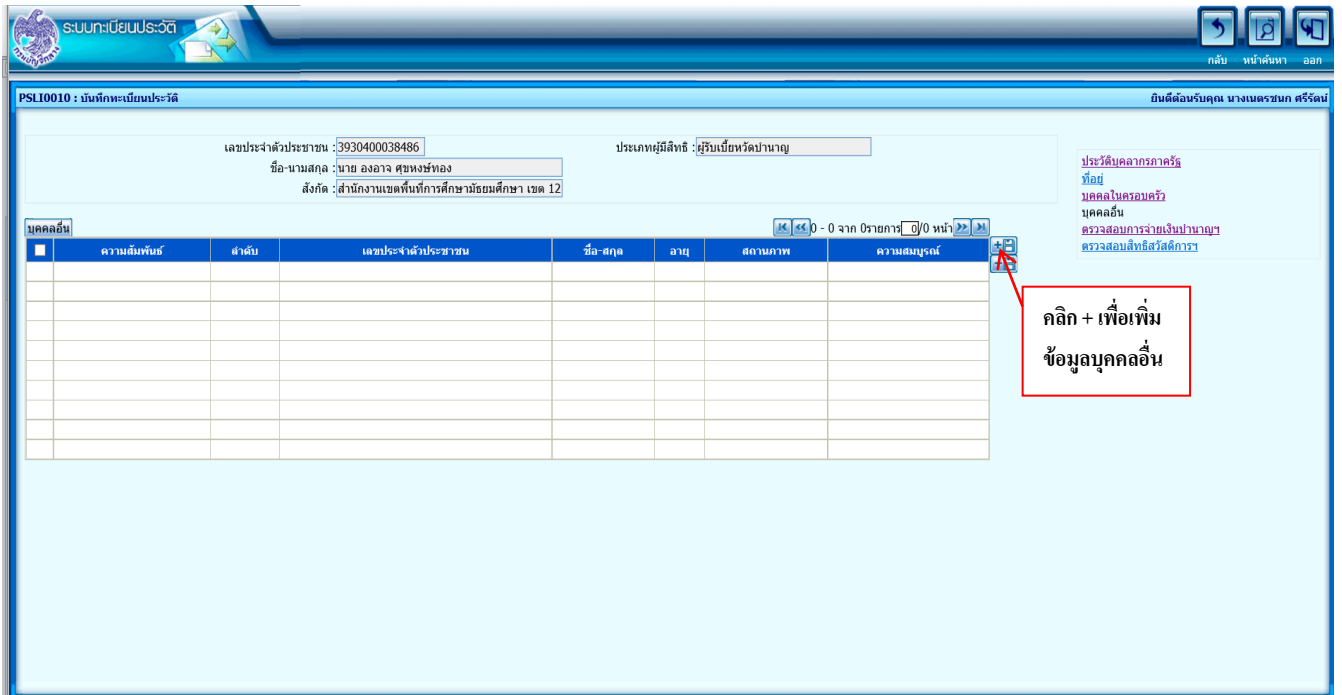 ระบบทะเบียนประวัติ
กรมบัญชีกลาง
กลับ หน้าค้นหา ออก
PSLI0010 : บันทึกทะเบียนประวัติ ยินดีต้อนรับคุณ นางเนตรชนก ศรีรัตน์
เลขประจำตัวประชาชน : 3930400038486 ประเภทผู้มีสิทธิ : ผู้รับเบี้ยหวัดบำนาญ
ชื่อ-นามสกุล : นาย องอาจ ศุขหงษ์ทอง
สังกัด : สำนักงานเขตพื้นที่การศึกษามัธยมศึกษา เขต 12
ประวัติบุคลากรภาครัฐ
ที่อยู่
บุคคลในครอบครัว
บุคคลอื่น
ตรวจสอบการจ่ายเงินบำนาญฯ
ตรวจสอบสิทธิสวัสดิการฯ
บุคคลอื่น 0 - 0 จาก 0รายการ 0/0 หน้า
ความสัมพันธ์ ลำดับ เลขประจำตัวประชาชน ชื่อ-สกุล อายุ สถานภาพ ความสมบูรณ์
คลิก + เพื่อเพิ่ม
ข้อมูลบุคคลอื่น